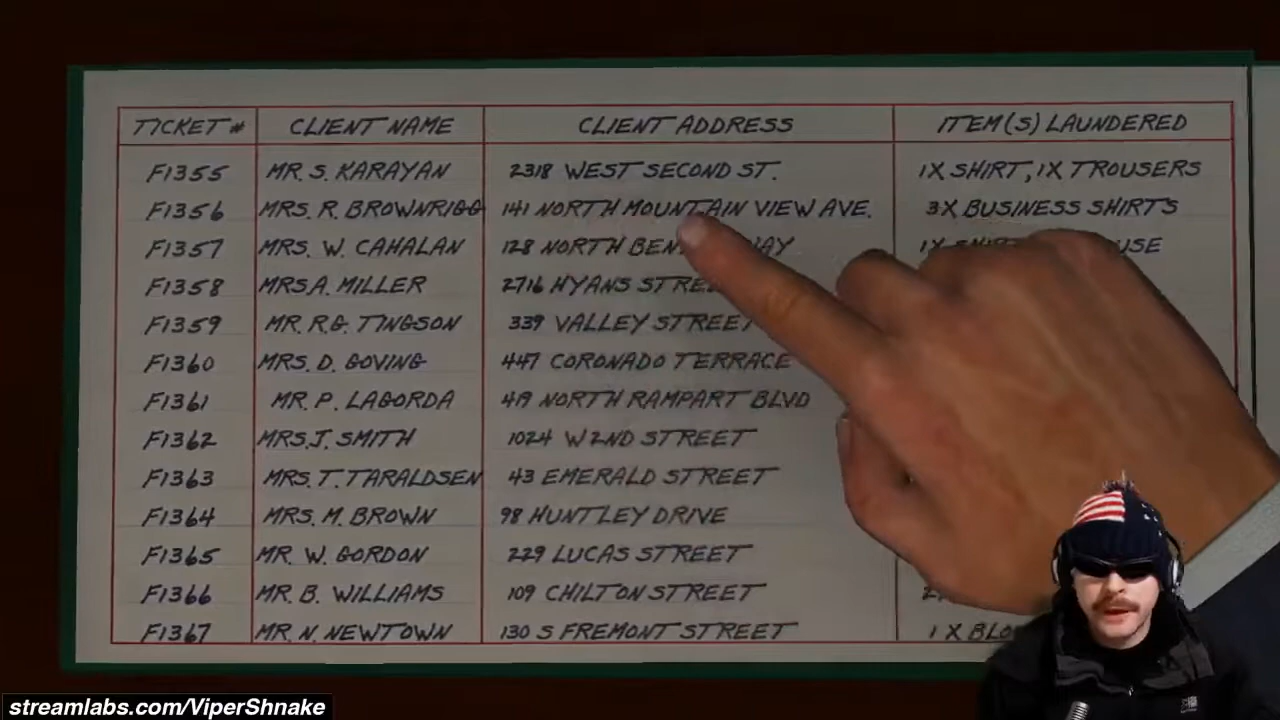 TICKET # CLIENT NAME CLIENT ADDRESS ITEM(S) LAUNDERED
F1355 MR. S. KARAYAN 2318 WEST SECOND ST. 1X SHIRT, 1X TROUSERS
F1356 MRS. R. BROWNRIGG 141 NORTH MOUNTAIN VIEW AVE. 3X BUSINESS SHIRTS
F1357 MRS. W. CAHALAN 128 NORTH
F1358 MRS A. MILLER 2716 HYANS STREET
F1359 MR. R.G. TINGSON 339 VALLEY STREET
F1360 MRS. D. GOVING 447 CORONADO TERRACE
F1361 MR. P. LAGORDA 419 NORTH RAMPART BLVD
F1362 MRS. J. SMITH 1024 W 2ND STREET
F1363 MRS. T. TARALDSEN 43 EMERALD STREET
F1364 MRS. M. BROWN 98 HUNTLEY DRIVE
F1365 MR. W. GORDON 229 LUCAS STREET
F1366 MR. B. WILLIAMS 109 CHILTON STREET
F1367 MR. N. NEWTOWN 130 S FREMONT STREET 1 X
streamlabs.com/ViperShnake